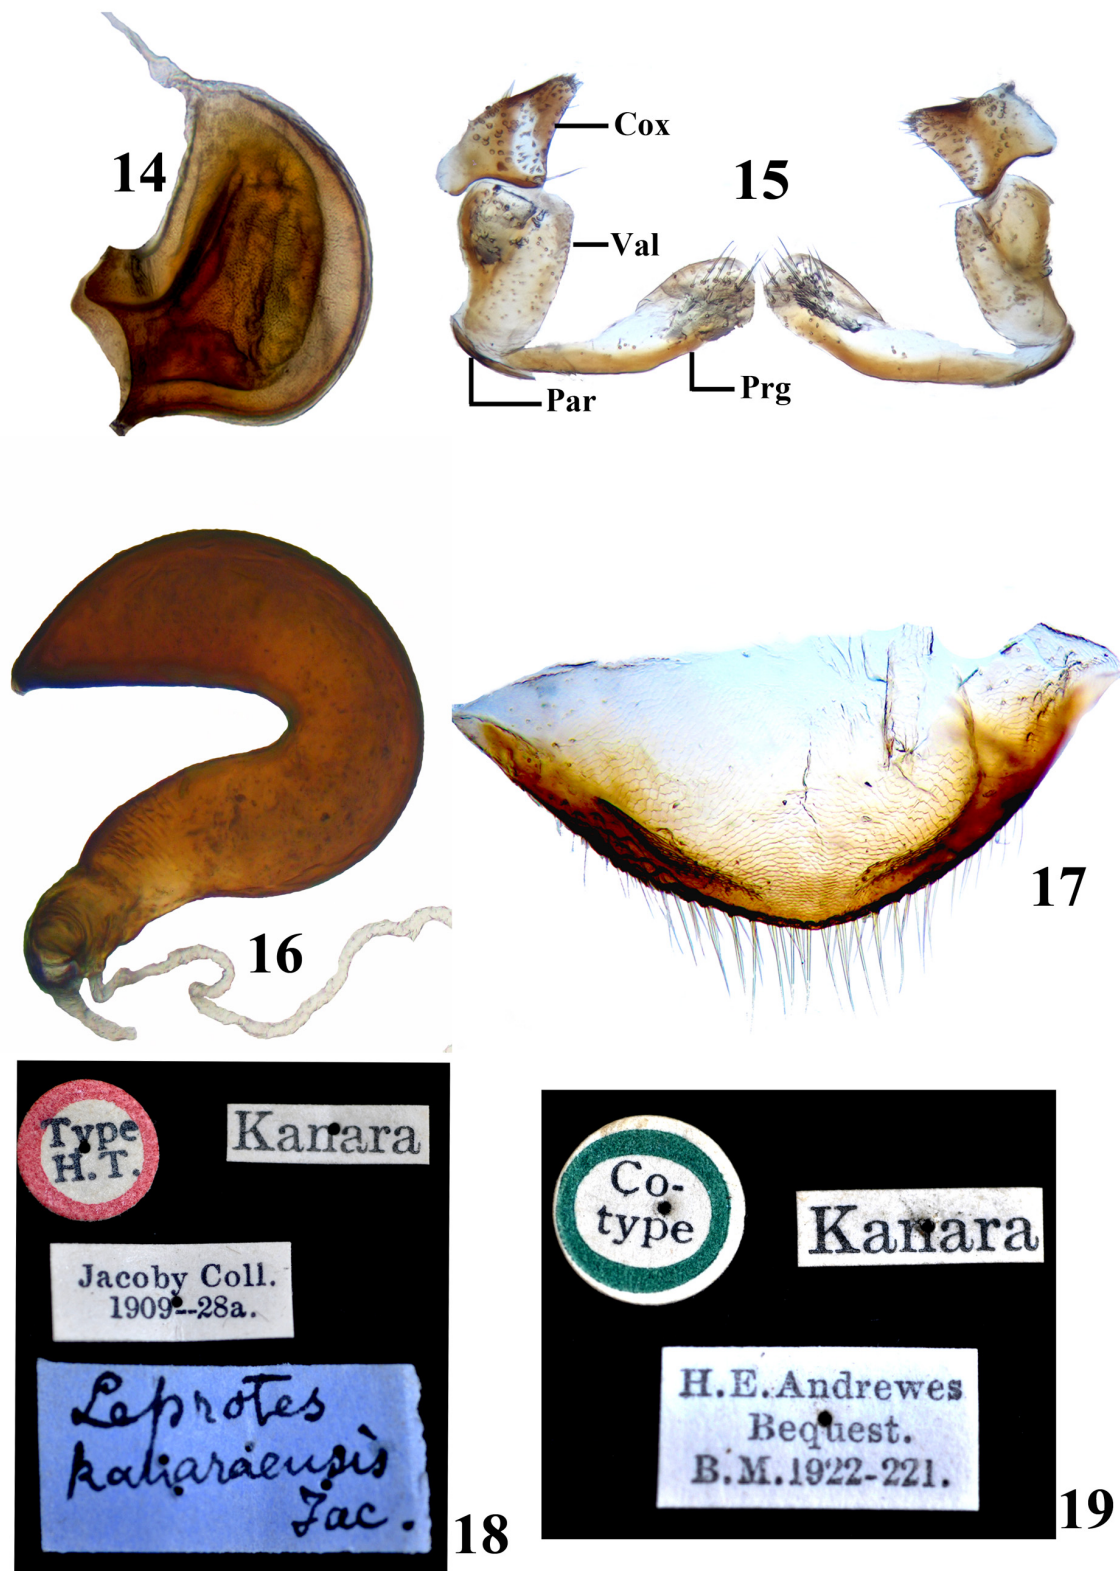 14
Cox
15
Val
Par
Prg
16
17
Type
H.T.
Kanara
Jacoby Coll.
1909--28a.
Leprotes
kanaraensis
Jac.
18
Co-
type
Kanara
H.E.Andrewes
Bequest.
B.M.1922-221.
19